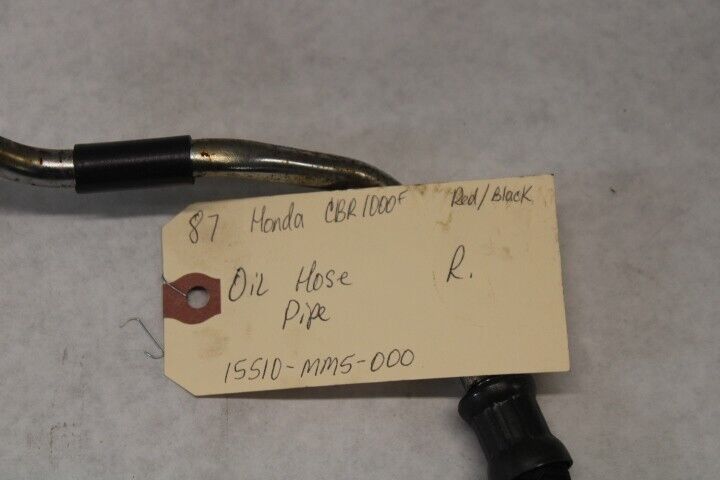 87 Honda CBR1000F Red/Black
Oil Hose R.
Pipe
15510-MM5-000